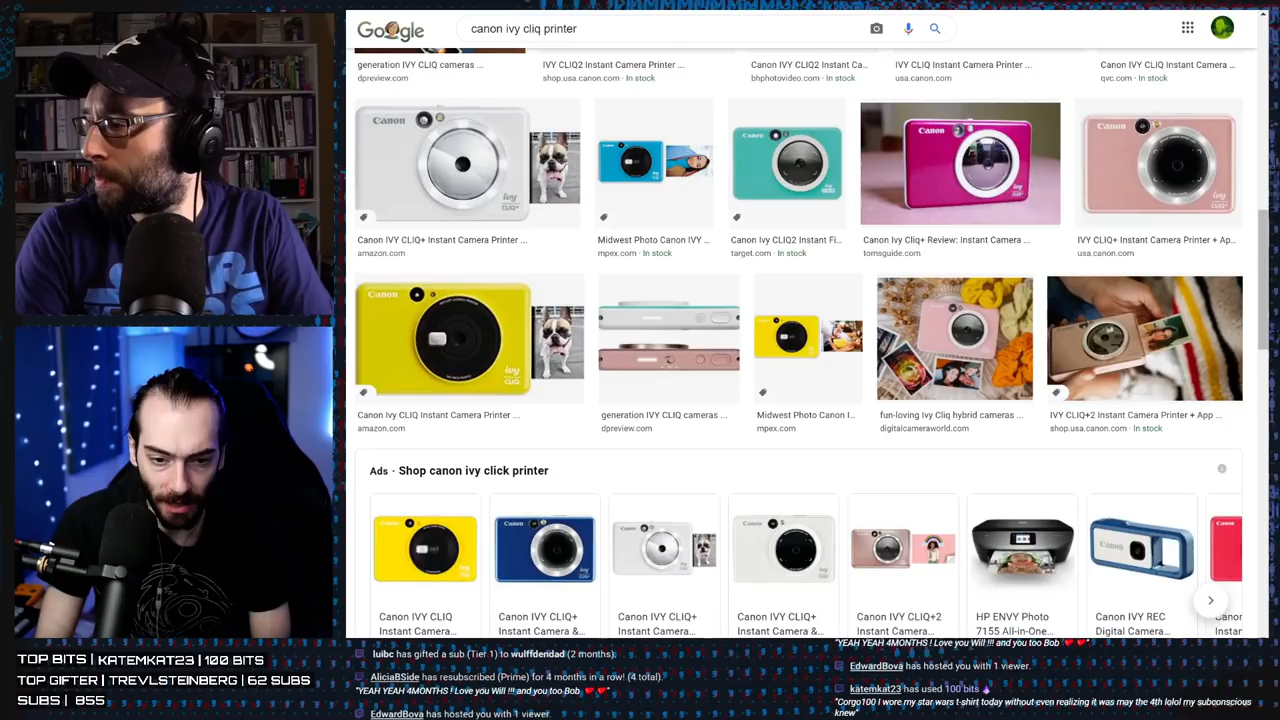 Google
canon ivy cliq printer
generation IVY CLIQ cameras ...
dpreview.com
IVY CLIQ2 Instant Camera Printer ...
shop.usa.canon.com · In stock
Canon IVY CLIQ2 Instant Ca...
bhphotovideo.com · In stock
IVY CLIQ Instant Camera Printer ...
usa.canon.com
Canon IVY CLIQ Instant Camera ...
qvc.com · In stock
Canon
ivy
CLIQ+
Canon
Canon
Canon
ivy
CLIQ+
Canon IVY CLIQ+ Instant Camera Printer ...
amazon.com
Midwest Photo Canon IVY ...
mpex.com · In stock
Canon Ivy CLIQ2 Instant Fi...
target.com · In stock
Canon Ivy Cliq+ Review: Instant Camera ...
tomsguide.com
IVY CLIQ+ Instant Camera Printer + Ap...
usa.canon.com
Canon
ivy
CLIQ
Canon Ivy CLIQ Instant Camera Printer ...
amazon.com
generation IVY CLIQ cameras ...
dpreview.com
Midwest Photo Canon I...
mpex.com
fun-loving Ivy Cliq hybrid cameras ...
digitalcameraworld.com
IVY CLIQ+2 Instant Camera Printer + App ...
shop.usa.canon.com · In stock
Ads · Shop canon ivy click printer
Canon IVY CLIQ
Instant Camera...
Canon IVY CLIQ+
Instant Camera &...
Canon IVY CLIQ+
Instant Camera...
Canon IVY CLIQ+
Instant Camera &...
Canon IVY CLIQ+2
Instant Camera...
HP ENVY Photo
7155 All-in-One...
Canon IVY REC
Digital Camera...
Canon
Instant
TOP BITS | KATEMKAT23 | 100 BITS
TOP GIFTER | TREVLSTEINBERG | 62 SUBS
SUBS | 855
luibc has gifted a sub (Tier 1) to wulffdendad (2 months).
AliciaBSide has resubscribed (Prime) for 4 months in a row! (4 total).
"YEAH YEAH 4MONTHS ! Love you Will !!! and you too Bob ❤️ ❤️"
EdwardBova has hosted you with 1 viewer.
"YEAH YEAH 4MONTHS ! Love you Will !!! and you too Bob ❤️ ❤️"
EdwardBova has hosted you with 1 viewer.
katemkat23 has used 100 bits
"Corgo100 I wore my star wars t-shirt today without even realizing it was may the 4th lolol my subconscious
knew"